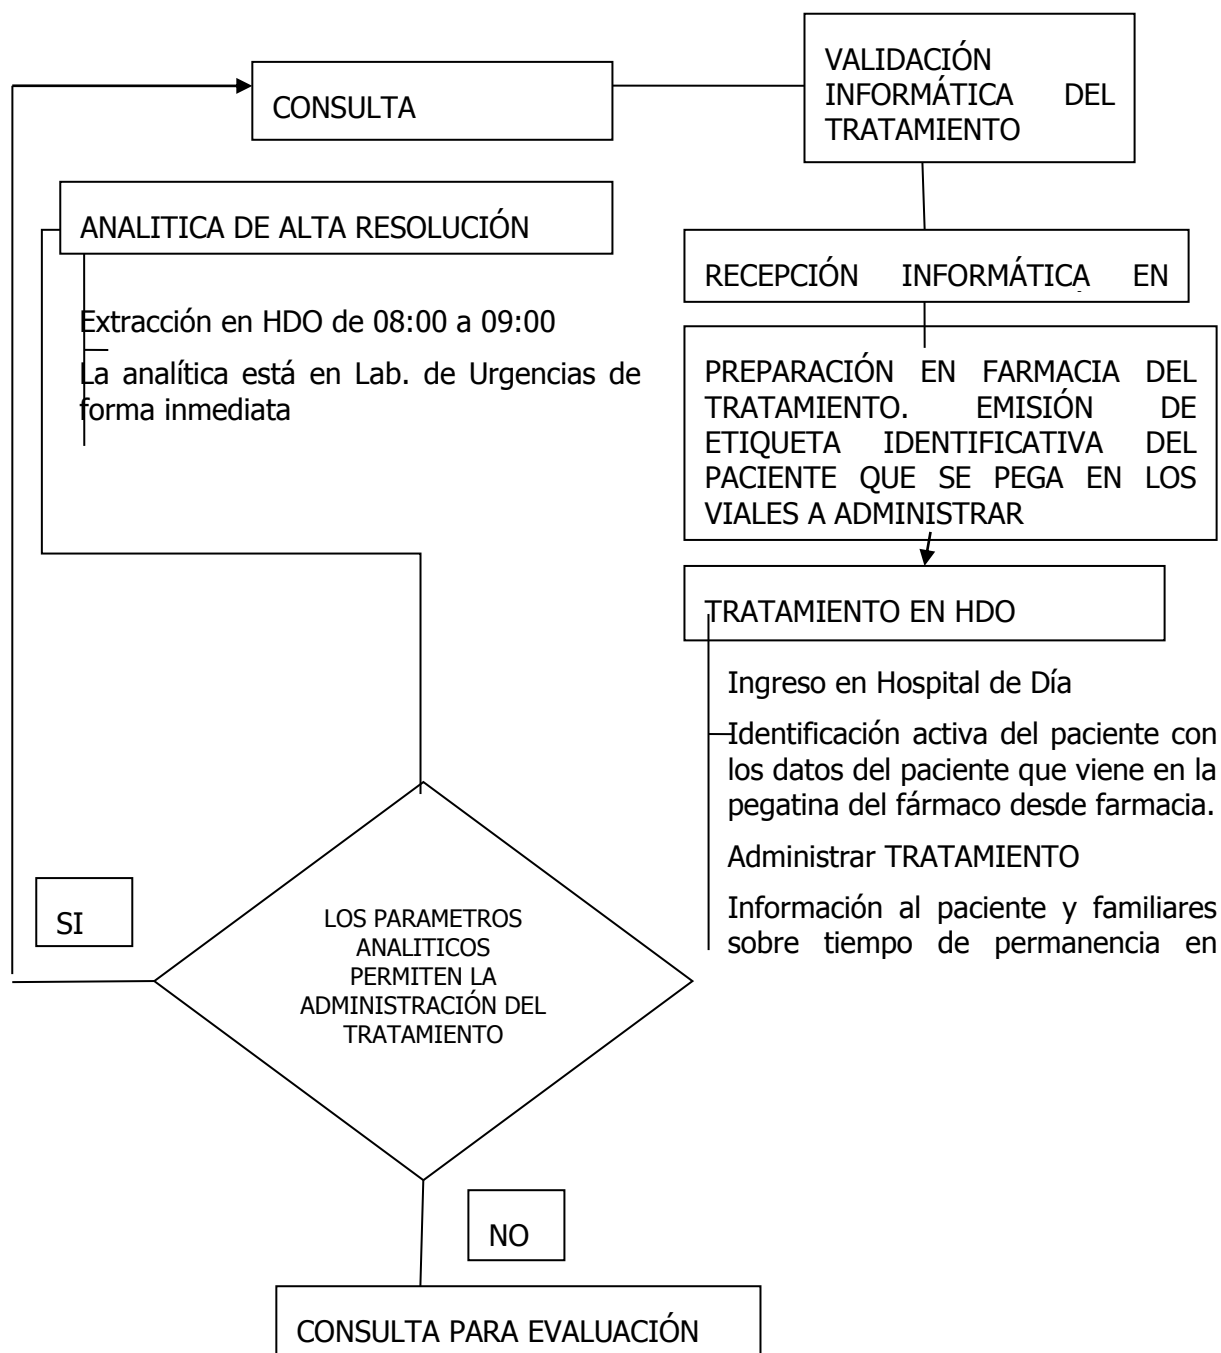 CONSULTA
VALIDACIÓN
INFORMÁTICA DEL
TRATAMIENTO
ANALITICA DE ALTA RESOLUCIÓN
Extracción en HDO de 08:00 a 09:00
La analítica está en Lab. de Urgencias de
forma inmediata
RECEPCIÓN INFORMÁTICA EN
PREPARACIÓN EN FARMACIA DEL
TRATAMIENTO. EMISIÓN DE
ETIQUETA IDENTIFICATIVA DEL
PACIENTE QUE SE PEGA EN LOS
VIALES A ADMINISTRAR
TRATAMIENTO EN HDO
Ingreso en Hospital de Día
Identificación activa del paciente con
los datos del paciente que viene en la
pegatina del fármaco desde farmacia.
Administrar TRATAMIENTO
Información al paciente y familiares
sobre tiempo de permanencia en
SI
LOS PARAMETROS
ANALITICOS
PERMITEN LA
ADMINISTRACIÓN DEL
TRATAMIENTO
NO
CONSULTA PARA EVALUACIÓN